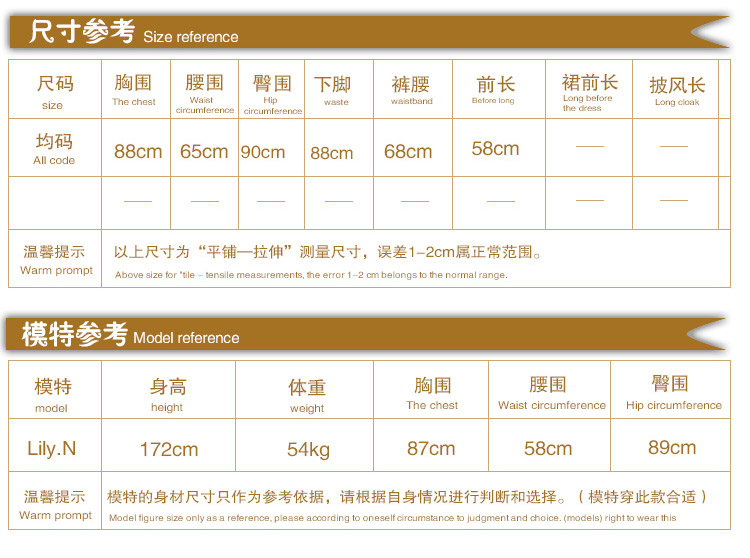 尺寸参考 Size reference
尺码 胸围 腰围 臀围 下脚 裤腰 前长 裙前长 披风长
size The chest Waist circumference Hip circumference waste waistband Before long Long before the dress Long cloak
均码 88cm 65cm 90cm 88cm 68cm 58cm — —
All code
— — — — — — — —
温馨提示 以上尺寸为“平铺—拉伸”测量尺寸，误差1-2cm属正常范围。
Warm prompt Above size for "tile - tensile measurements, the error 1-2 cm belongs to the normal range.
模特参考 Model reference
模特 身高 体重 胸围 腰围 臀围
model height weight The chest Waist circumference Hip circumference
Lily.N 172cm 54kg 87cm 58cm 89cm
温馨提示 模特的身材尺寸只作为参考依据，请根据自身情况进行判断和选择。（模特穿此款合适）
Warm prompt Model figure size only as a reference, please according to oneself circumstance to judgment and choice. (models) right to wear this